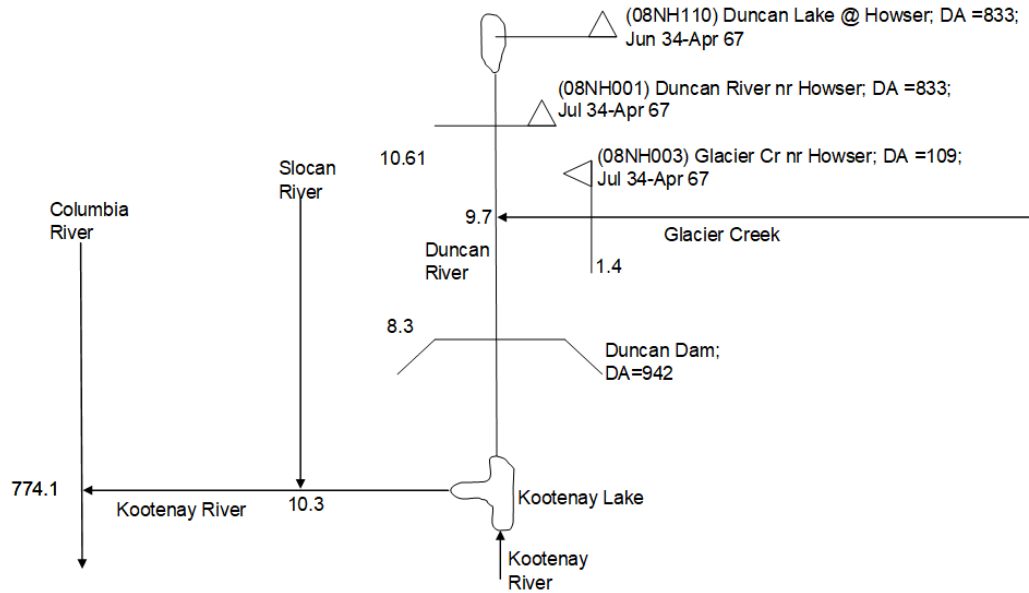 (08NH110) Duncan Lake @ Howser; DA =833;
Jun 34-Apr 67
(08NH001) Duncan River nr Howser; DA =833;
Jul 34-Apr 67
10.61
(08NH003) Glacier Cr nr Howser; DA =109;
Jul 34-Apr 67
Slocan
River
Columbia
River
9.7
Glacier Creek
Duncan
River
1.4
8.3
Duncan Dam;
DA=942
774.1
Kootenay River
10.3
Kootenay Lake
Kootenay
River